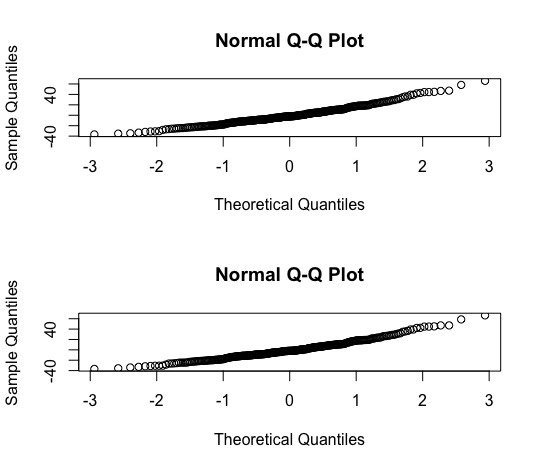 Normal Q-Q Plot
Sample Quantiles
40
-40
-3 -2 -1 0 1 2 3
Theoretical Quantiles
Normal Q-Q Plot
Sample Quantiles
40
-40
-3 -2 -1 0 1 2 3
Theoretical Quantiles